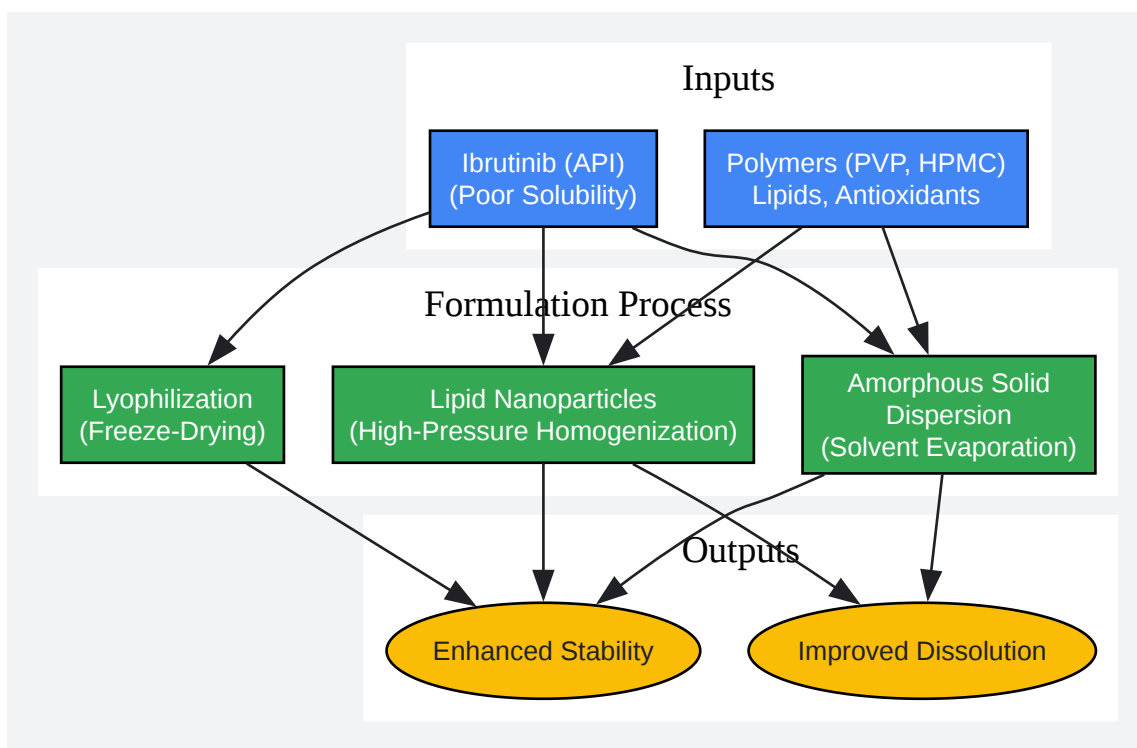 Inputs
Ibrutinib (API)
(Poor Solubility)
Polymers (PVP, HPMC)
Lipids, Antioxidants
Formulation Process
Lyophilization
(Freeze-Drying)
Lipid Nanoparticles
(High-Pressure Homogenization)
Amorphous Solid
Dispersion
(Solvent Evaporation)
Outputs
Enhanced Stability
Improved Dissolution